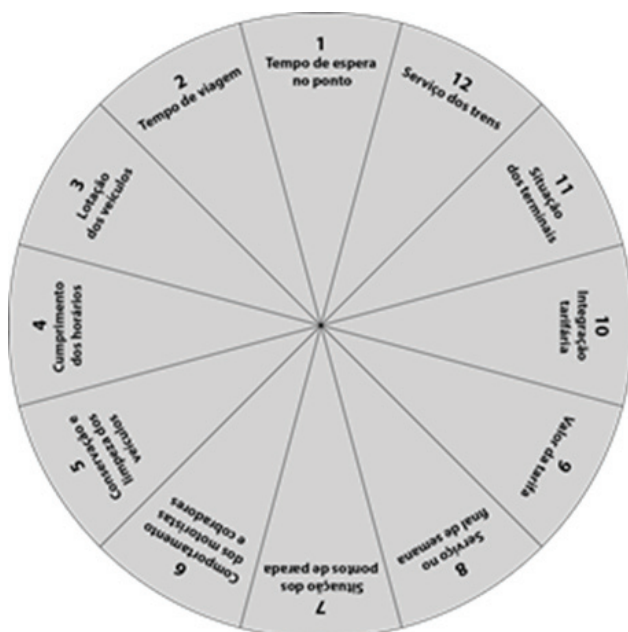 1
Tempo de espera
no ponto
2
Tempo de viagem
3
Lotação
dos veículos
4
Cumprimento
dos horários
5
Conservação e
limpeza dos
veículos
6
Comportamento
dos motoristas
e cobradores
7
Situação dos
pontos de parada
8
Serviço no
final de semana
9
Valor da tarifa
10
Integração
tarifária
11
Situação
dos terminais
12
Serviço dos trens